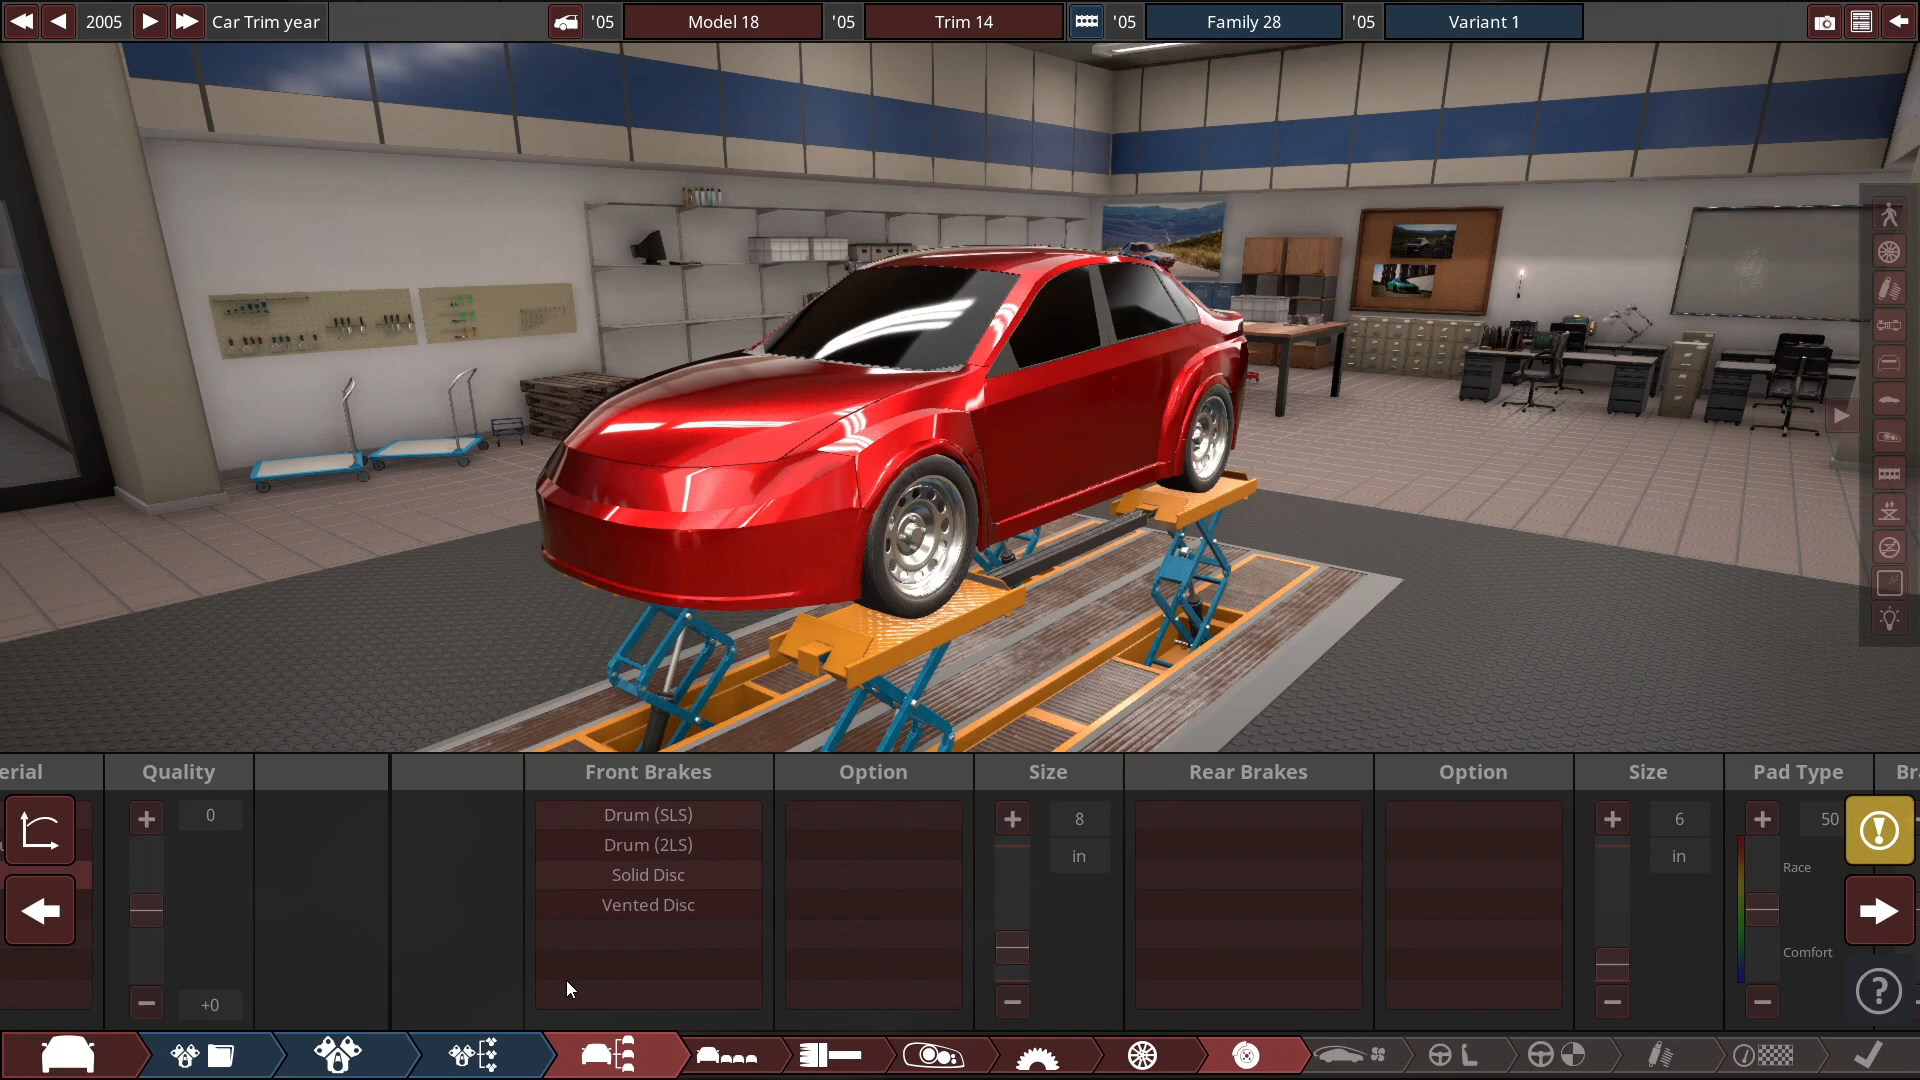 2005
Car Trim year
'05
Model 18
'05
Trim 14
'05
Family 28
'05
Variant 1
erial
Quality
Front Brakes
Option
Size
Rear Brakes
Option
Size
Pad Type
Br
0
+0
Drum (SLS)
Drum (2LS)
Solid Disc
Vented Disc
8
in
6
in
50
Race
Comfort